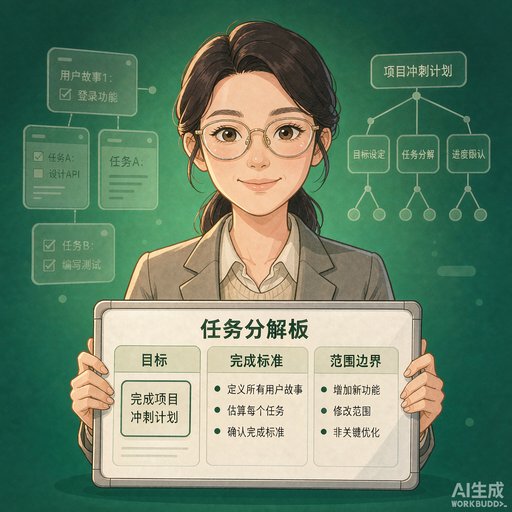 用户故事1:
登录功能
任务A:
设计API
任务A.
任务B:
编写测试
项目冲刺计划
目标设定
任务分解
进度
任务分解板
目标
完成项目
冲刺计划
完成标准
定义所有用户故事
估算每个任务
确认完成标准
范围边界
增加新功能
修改范围
非关键优化
AI生成
WORKBUDDY